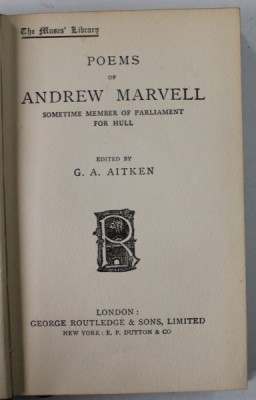 The Muses' Library
POEMS
OF
ANDREW MARVELL
SOMETIME MEMBER OF PARLIAMENT
FOR HULL
EDITED BY
G. A. AITKEN
R
LONDON:
GEORGE ROUTLEDGE & SONS, LIMITED
NEW YORK: E. P. DUTTON & CO